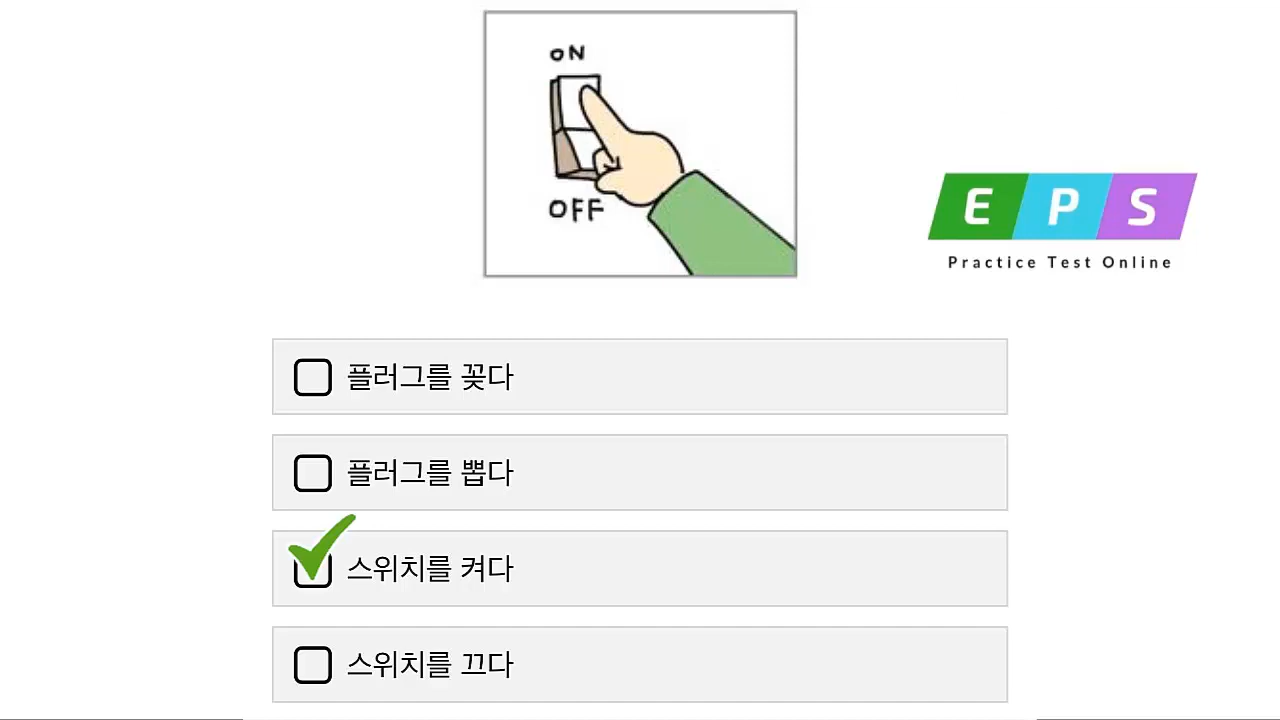 ON
OFF
EPS
Practice Test Online
플러그를 꽂다
플러그를 뽑다
스위치를 켜다
스위치를 끄다